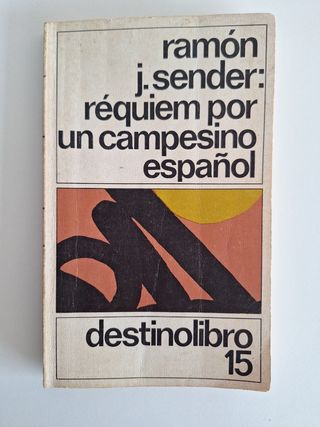 ramón
j. sender:
réquiem por
un campesino
español
destinolibro
15